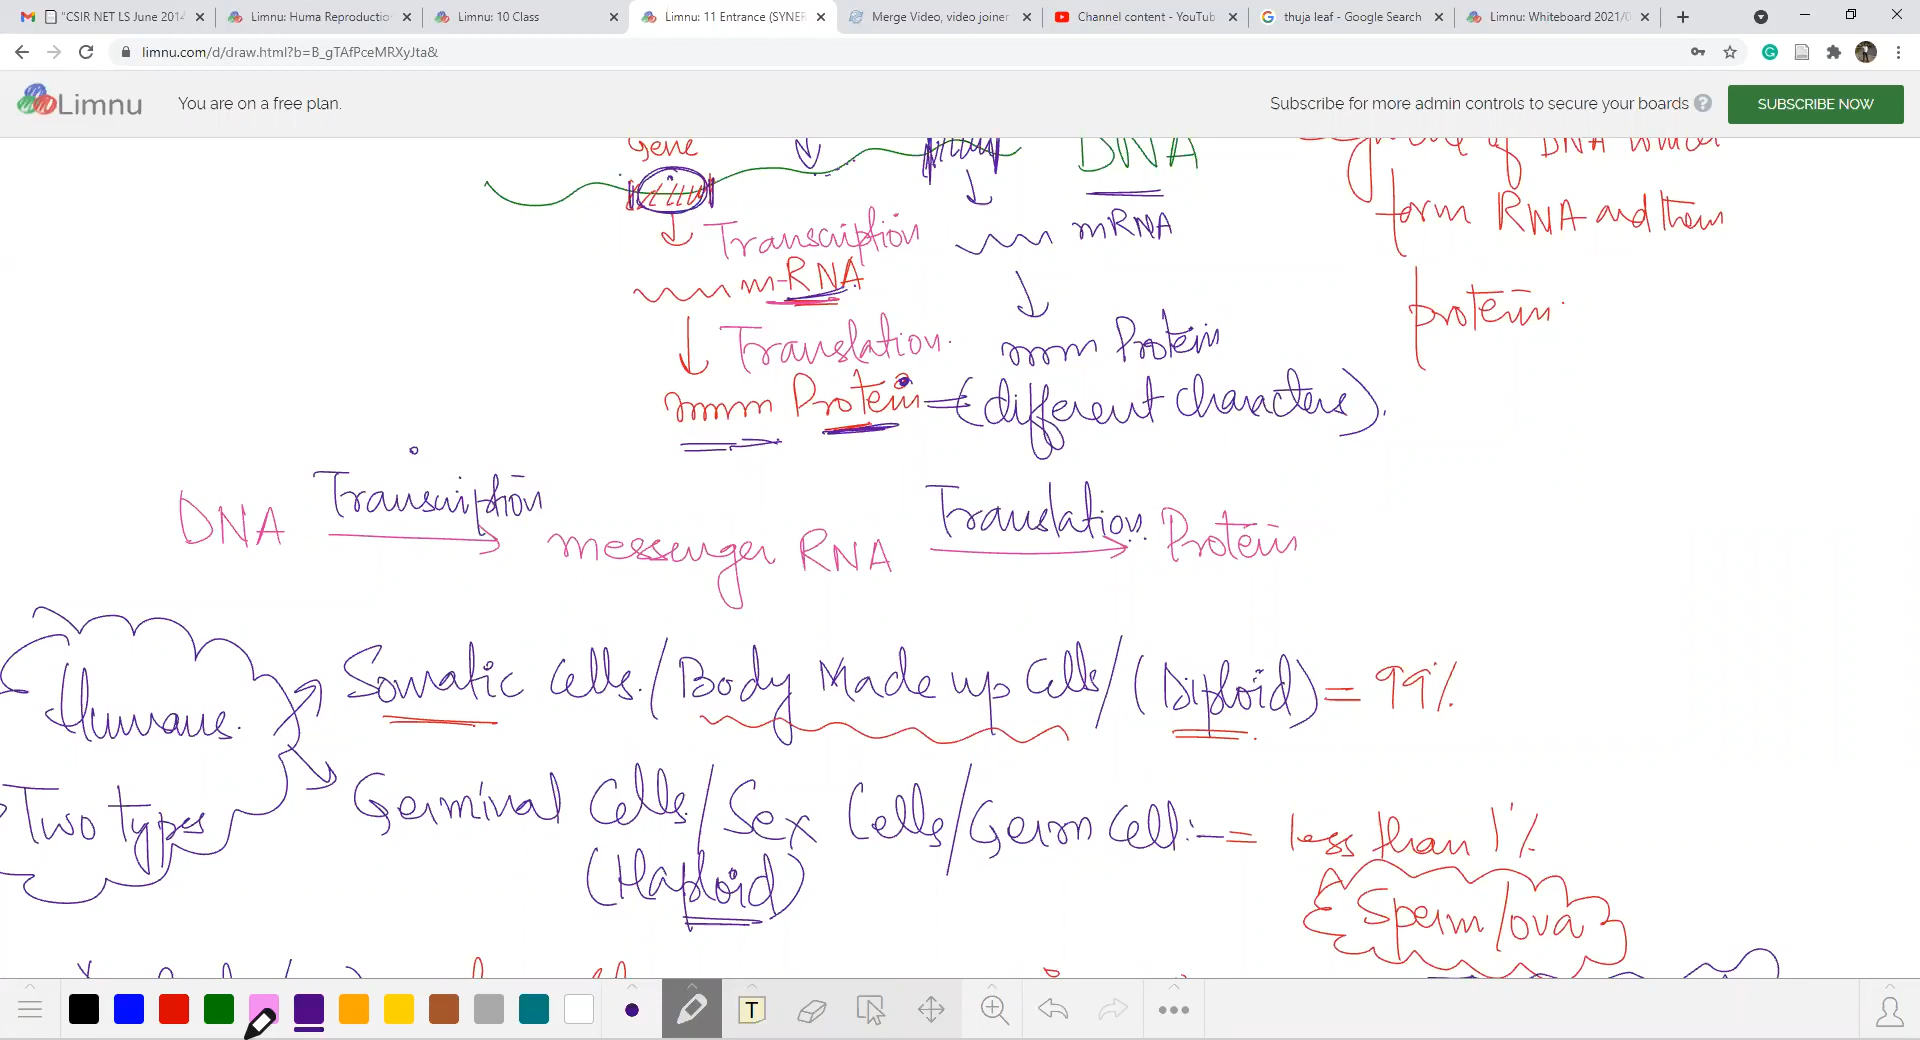 "CSIR NET LS June 2014
Limnu: Huma Reproductio
Limnu: 10 Class
Limnu: 11 Entrance (SYNER
Merge Video, video joiner
Channel content - YouTub
thuja leaf - Google Search
Limnu: Whiteboard 2021/0
limnu.com/d/draw.html?b=B_gTAfPceMRXyJta&
Limnu
You are on a free plan.
Subscribe for more admin controls to secure your boards ?
SUBSCRIBE NOW
Gene
DNA
of DNA which
form RNA and then
protein.
Transcription
mRNA
m-RNA
Translation.
Protein
Protein = (different characters).
DNA Transcription messenger RNA Translation. Protein
Humans.
Two types
Somatic Cells. / Body Made up Cells / (Diploid) = 99%
Germinal Cells / Sex Cells / Germ Cell :- = less than 1%
(Haploid)
Sperm / ova
T